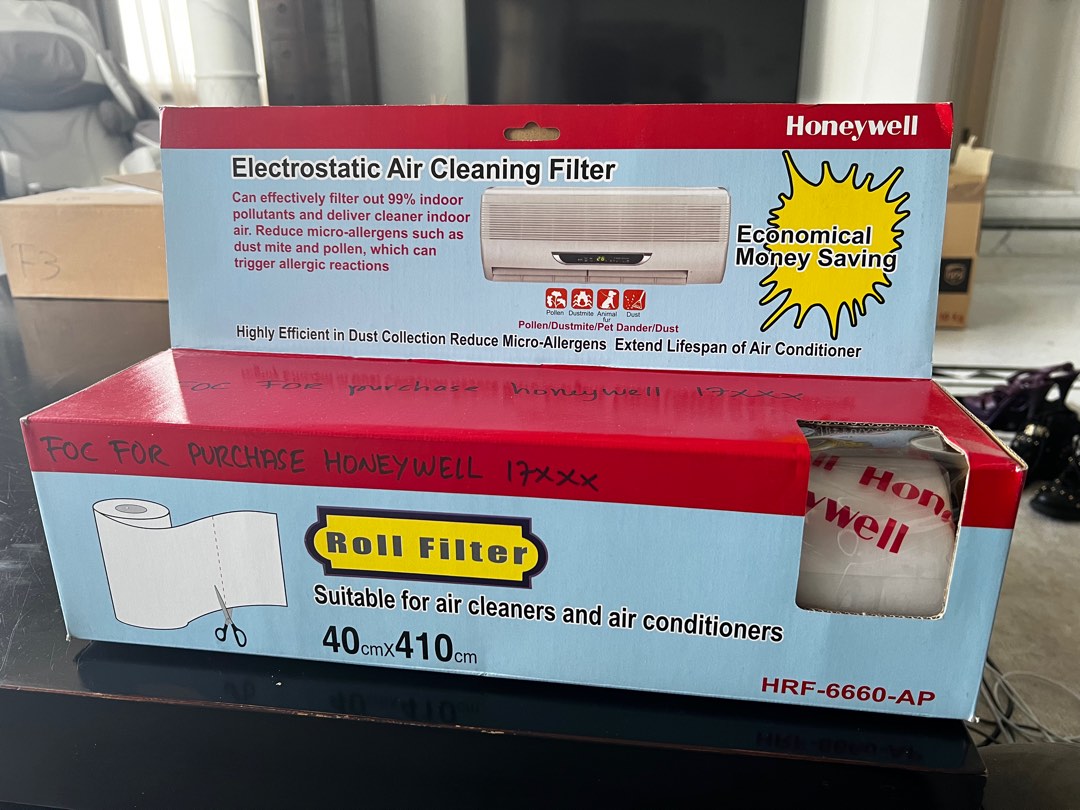 Honeywell
Electrostatic Air Cleaning Filter
Can effectively filter out 99% indoor
pollutants and deliver cleaner indoor
air. Reduce micro-allergens such as
dust mite and pollen, which can
trigger allergic reactions
Economical
Money Saving
Pollen Dustmite Animal fur Dust
Pollen/Dustmite/Pet Dander/Dust
Highly Efficient in Dust Collection Reduce Micro-Allergens Extend Lifespan of Air Conditioner
FOC FOR purchase honeywell 17xxx
FOC FOR PURCHASE HONEYWELL 17xxx
Hon
ywell
Roll Filter
Suitable for air cleaners and air conditioners
40cmX410cm
HRF-6660-AP
F3